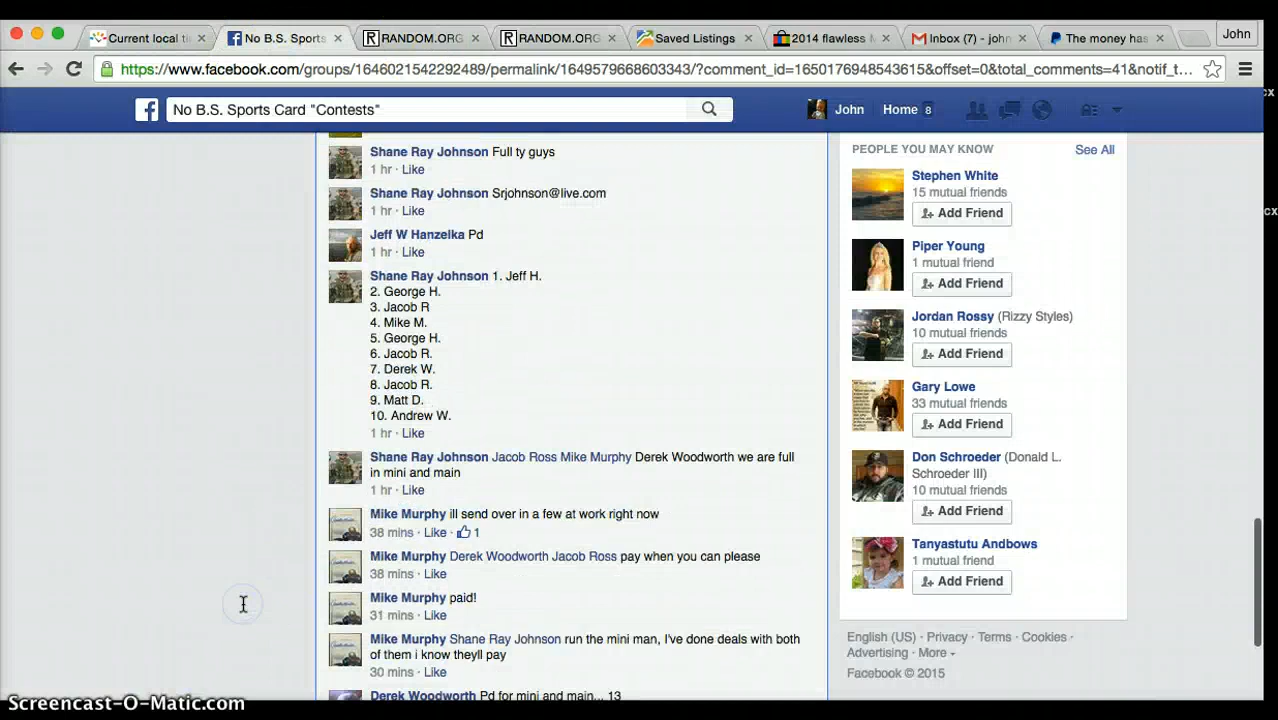 Current local ti
No B.S. Sports
RANDOM.ORG
RANDOM.ORG
Saved Listings
2014 flawless
Inbox (7) - john
The money has
John
https://www.facebook.com/groups/1646021542292489/permalink/1649579668603343/?comment_id=1650176948543615&offset=0&total_comments=41&notif_t...
No B.S. Sports Card "Contests"
John
Home 8
Shane Ray Johnson Full ty guys
1 hr · Like
Shane Ray Johnson Srjohnson@live.com
1 hr · Like
Jeff W Hanzelka Pd
1 hr · Like
Shane Ray Johnson 1. Jeff H.
2. George H.
3. Jacob R
4. Mike M.
5. George H.
6. Jacob R.
7. Derek W.
8. Jacob R.
9. Matt D.
10. Andrew W.
1 hr · Like
Shane Ray Johnson Jacob Ross Mike Murphy Derek Woodworth we are full
in mini and main
1 hr · Like
Mike Murphy ill send over in a few at work right now
38 mins · Like · 1
Mike Murphy Derek Woodworth Jacob Ross pay when you can please
38 mins · Like
Mike Murphy paid!
31 mins · Like
Mike Murphy Shane Ray Johnson run the mini man, I've done deals with both
of them i know theyll pay
30 mins · Like
Derek Woodworth Pd for mini and main... 13
PEOPLE YOU MAY KNOW
See All
Stephen White
15 mutual friends
Add Friend
Piper Young
1 mutual friend
Add Friend
Jordan Rossy (Rizzy Styles)
10 mutual friends
Add Friend
Gary Lowe
33 mutual friends
Add Friend
Don Schroeder (Donald L.
Schroeder III)
10 mutual friends
Add Friend
Tanyastutu Andbows
1 mutual friend
Add Friend
English (US) · Privacy · Terms · Cookies ·
Advertising · More
Facebook © 2015
cx
cx
Screencast-O-Matic.com